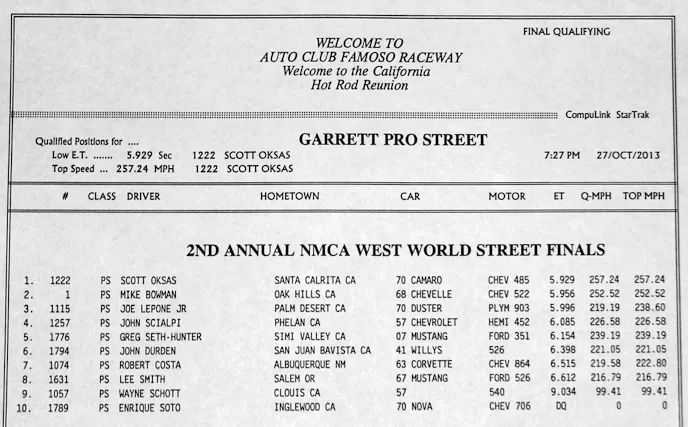 FINAL QUALIFYING
WELCOME TO
AUTO CLUB FAMOSO RACEWAY
Welcome to the California
Hot Rod Reunion
CompuLink StarTrak
Qualified Positions for ....
GARRETT PRO STREET
Low E.T. ....... 5.929 Sec 1222 SCOTT OKSAS 7:27 PM 27/OCT/2013
Top Speed ... 257.24 MPH 1222 SCOTT OKSAS
# CLASS DRIVER HOMETOWN CAR MOTOR ET Q-MPH TOP MPH
2ND ANNUAL NMCA WEST WORLD STREET FINALS
1. 1222 PS SCOTT OKSAS SANTA CALRITA CA 70 CAMARO CHEV 485 5.929 257.24 257.24
2. 1 PS MIKE BOWMAN OAK HILLS CA 68 CHEVELLE CHEV 522 5.956 252.52 252.52
3. 1115 PS JOE LEPONE JR PALM DESERT CA 70 DUSTER PLYM 903 5.996 219.19 238.60
4. 1257 PS JOHN SCIALPI PHELAN CA 57 CHEVROLET HEMI 452 6.085 226.58 226.58
5. 1776 PS GREG SETH-HUNTER SIMI VALLEY CA 07 MUSTANG FORD 351 6.154 239.19 239.19
6. 1794 PS JOHN DURDEN SAN JUAN BAVISTA CA 41 WILLYS 526 6.398 221.05 221.05
7. 1074 PS ROBERT COSTA ALBUQUERQUE NM 63 CORVETTE CHEV 864 6.515 219.58 222.80
8. 1631 PS LEE SMITH SALEM OR 67 MUSTANG FORD 526 6.612 216.79 216.79
9. 1057 PS WAYNE SCHOTT CLOUIS CA 57 540 9.034 99.41 99.41
10. 1789 PS ENRIQUE SOTO INGLEWOOD CA 70 NOVA CHEV 706 DQ 0 0